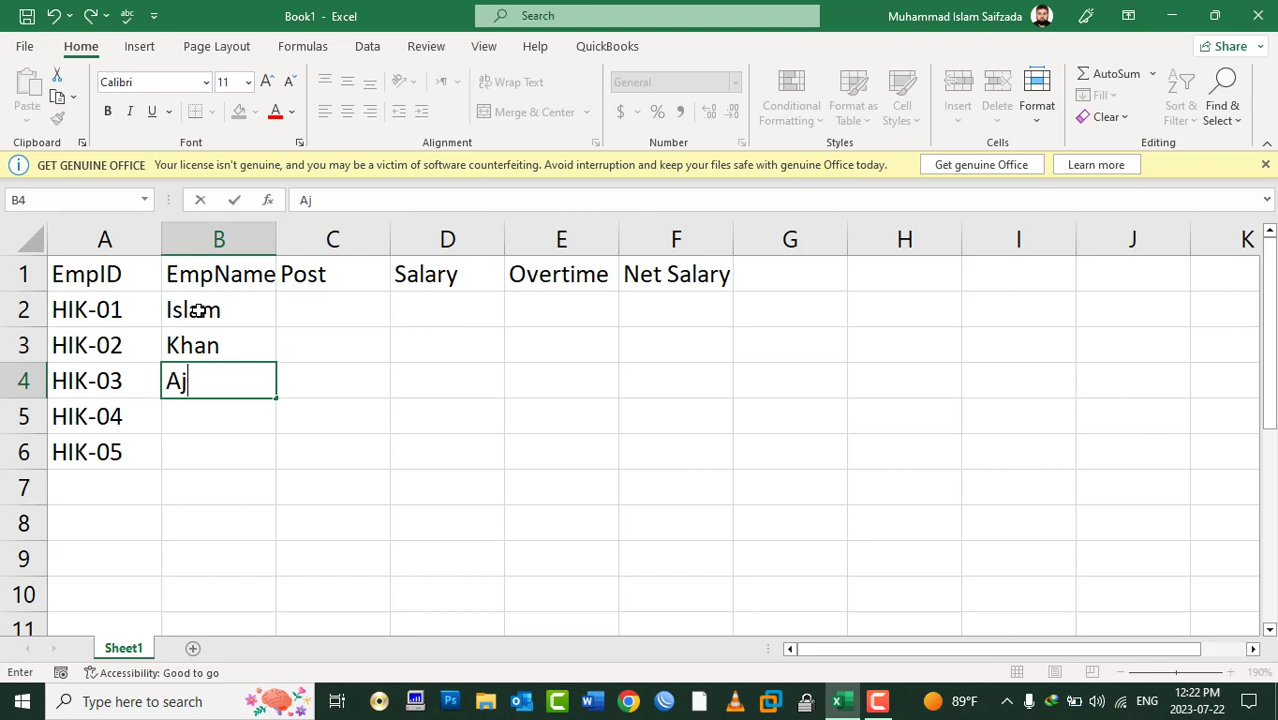 Book1 - Excel
Search
Muhammad Islam Saifzada
File Home Insert Page Layout Formulas Data Review View Help QuickBooks Share
Paste
Calibri 11
B I U
Wrap Text
Merge & Center
General
$ % ,
Conditional Formatting
Format as Table
Cell Styles
Insert
Delete
Format
AutoSum
Fill
Clear
Sort & Filter
Find & Select
Clipboard Font Alignment Number Styles Cells Editing
GET GENUINE OFFICE Your license isn't genuine, and you may be a victim of software counterfeiting. Avoid interruption and keep your files safe with genuine Office today. Get genuine Office Learn more
B4 fx Aj
A B C D E F G H I J K
1 EmpID EmpName Post Salary Overtime Net Salary
2 HIK-01 Islam
3 HIK-02 Khan
4 HIK-03 Aj
5 HIK-04
6 HIK-05
7
8
9
10
11
Sheet1
Enter Accessibility: Good to go 190%
Type here to search
89°F
ENG
12:22 PM
2023-07-22